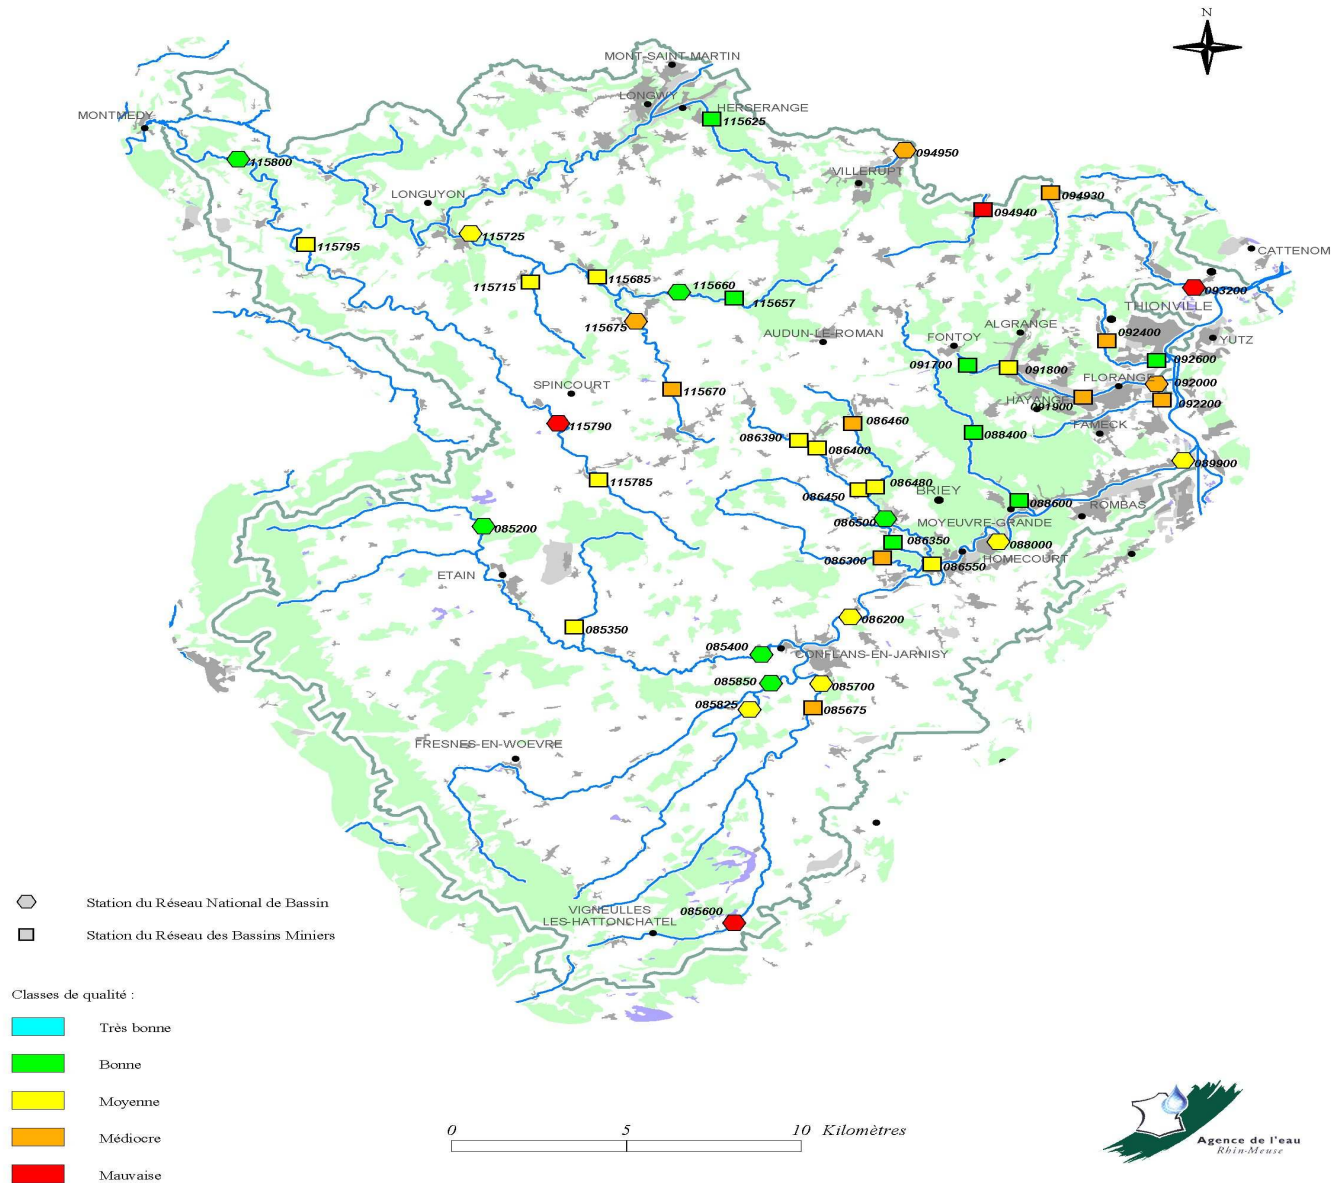 N
MONT-SAINT-MARTIN
LONGWY
HERSERANGE
MONTMEDY
115625
094950
115800
VILLERUPT
LONGUYON
094930
094940
115725
115795
CATTENOM
115685
115715
115660
115657
093200
THIONVILLE
115675
AUDUN-LE-ROMAN
ALGRANGE
FONTOY
092400
YUTZ
092600
091700
091800
SPINCOURT
FLORANGE
092000
115670
HAYANGE
091900
092200
115790
086460
086390
086400
088400
FAMECK
089900
115785
086480
086450
BRIEY
088600
ROMBAS
085200
086500
MOYEUVRE-GRANDE
086350
088000
086300
HOMECOURT
086550
ETAIN
086200
085350
085400
CONFLANS-EN-JARNISY
085850
085700
085825
085675
FRESNES-EN-WOEVRE
Station du Réseau National de Bassin
VIGNEULLES
LES-HATTONCHATEL
085600
Station du Réseau des Bassins Miniers
Classes de qualité :
Très bonne
Bonne
Moyenne
Médiocre
Mauvaise
0 5 10 Kilomètres
Agence de l'eau
Rhin-Meuse